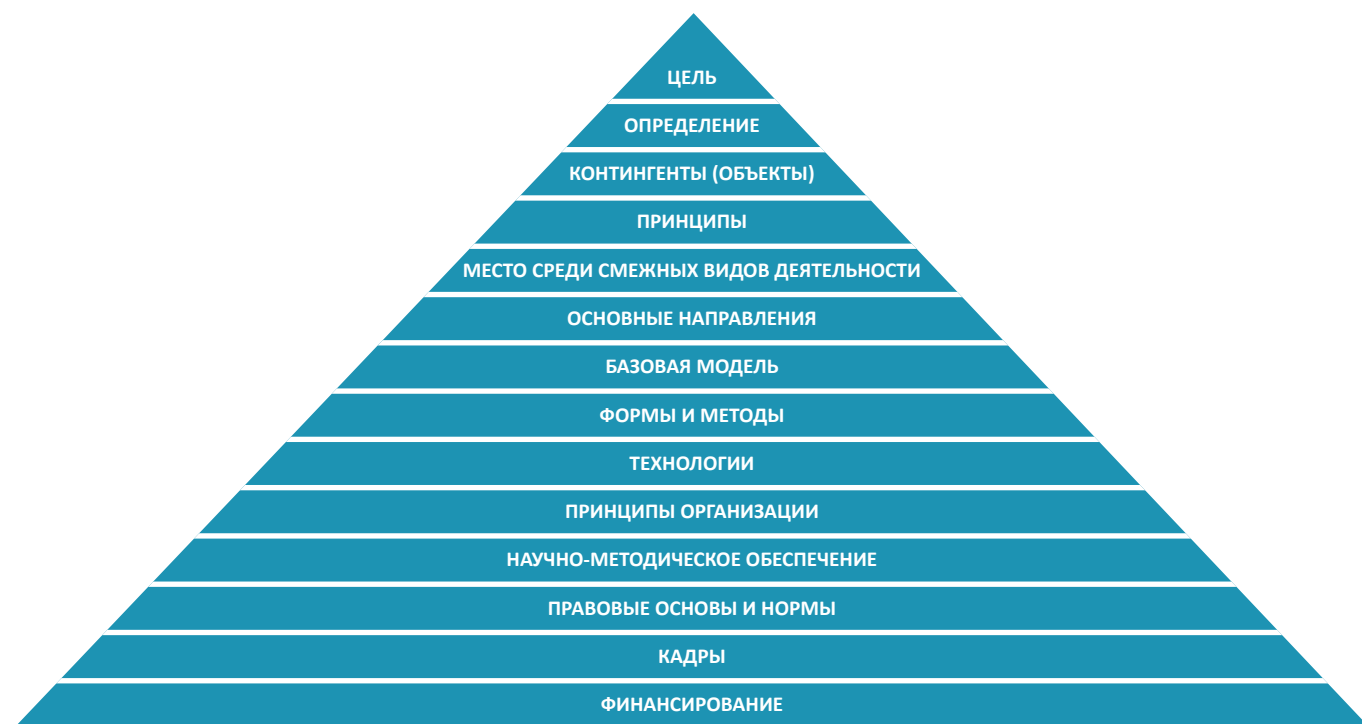 ЦЕЛЬ
ОПРЕДЕЛЕНИЕ
КОНТИНГЕНТЫ (ОБЪЕКТЫ)
ПРИНЦИПЫ
МЕСТО СРЕДИ СМЕЖНЫХ ВИДОВ ДЕЯТЕЛЬНОСТИ
ОСНОВНЫЕ НАПРАВЛЕНИЯ
БАЗОВАЯ МОДЕЛЬ
ФОРМЫ И МЕТОДЫ
ТЕХНОЛОГИИ
ПРИНЦИПЫ ОРГАНИЗАЦИИ
НАУЧНО-МЕТОДИЧЕСКОЕ ОБЕСПЕЧЕНИЕ
ПРАВОВЫЕ ОСНОВЫ И НОРМЫ
КАДРЫ
ФИНАНСИРОВАНИЕ